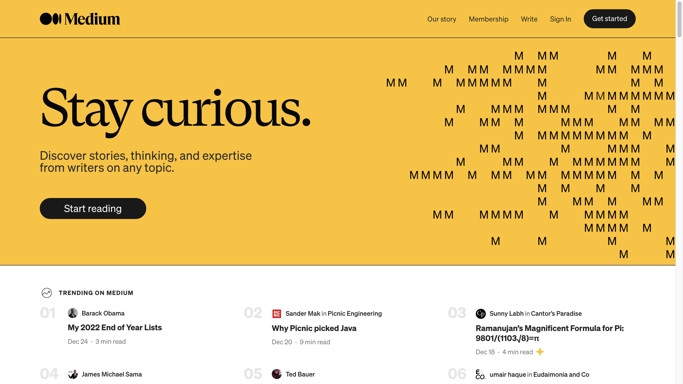 Medium
Our story Membership Write Sign In Get started
Stay curious.
Discover stories, thinking, and expertise
from writers on any topic.
Start reading
TRENDING ON MEDIUM
01 Barack Obama
My 2022 End of Year Lists
Dec 24 · 3 min read
02 Sander Mak in Picnic Engineering
Why Picnic picked Java
Dec 20 · 9 min read
03 Sunny Labh in Cantor's Paradise
Ramanujan's Magnificent Formula for Pi:
9801/(1103√8)=π
Dec 18 · 4 min read
04 James Michael Sama
05 Ted Bauer
06 umair haque in Eudaimonia and Co